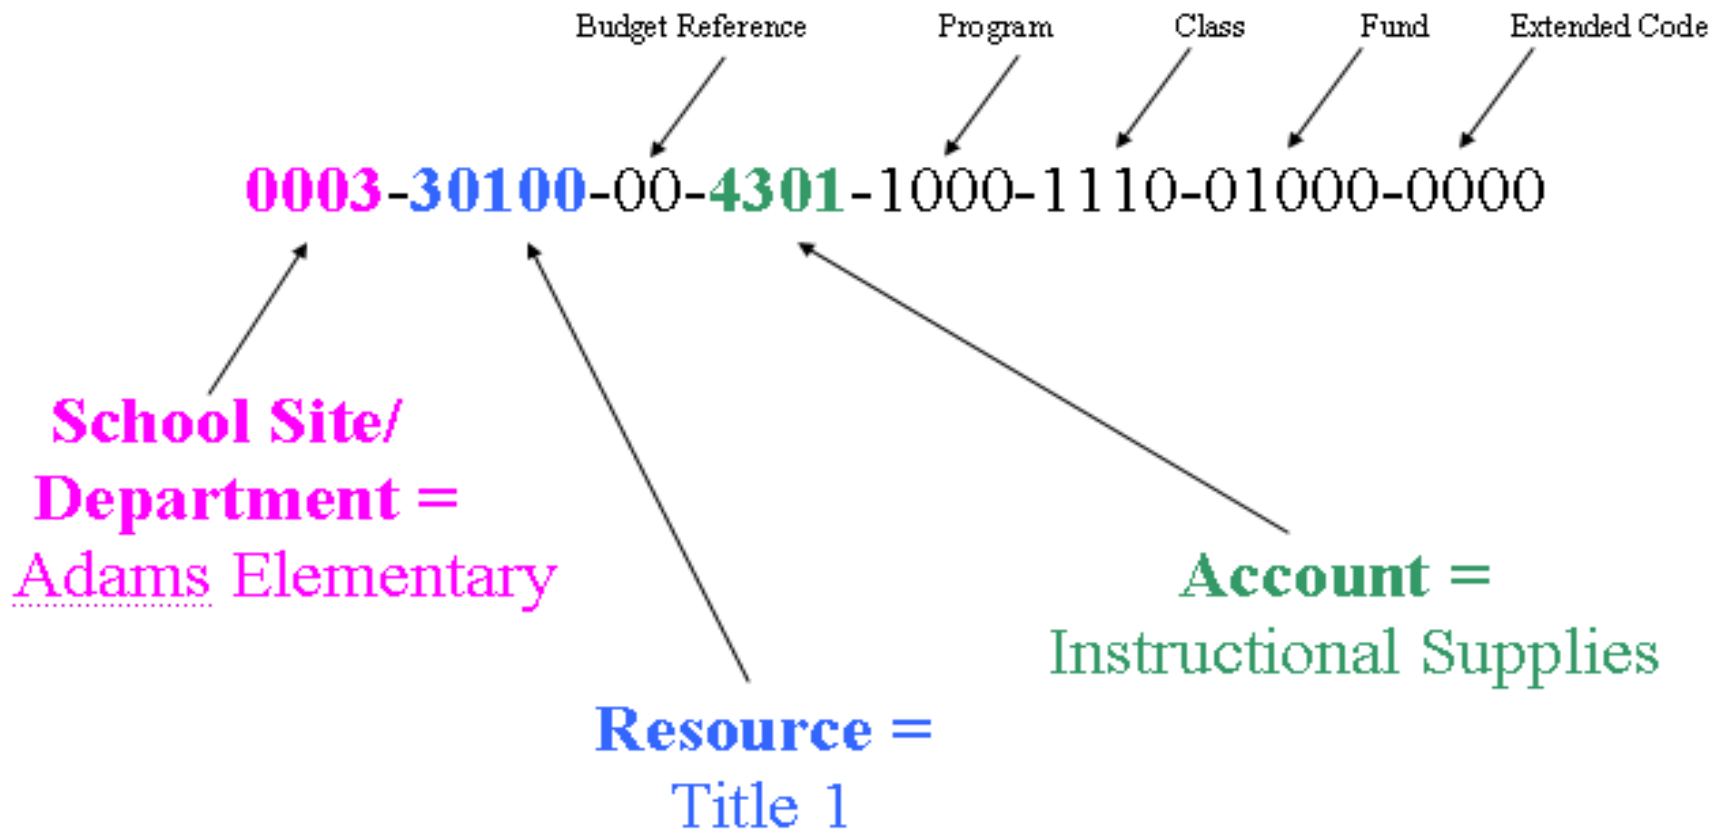 Budget Reference Program Class Fund Extended Code
0003-30100-00-4301-1000-1110-01000-0000
School Site/
Department =
Adams Elementary
Account =
Instructional Supplies
Resource =
Title 1